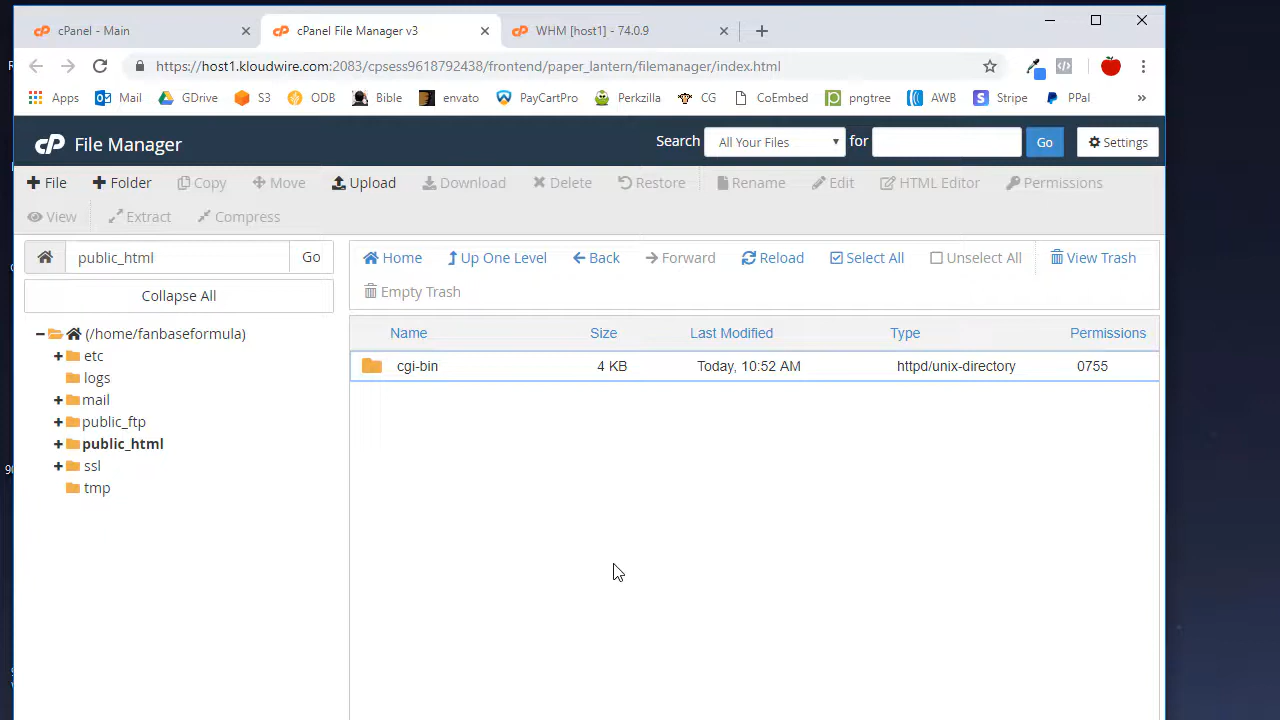 cPanel - Main
cPanel File Manager v3
WHM [host1] - 74.0.9
https://host1.kloudwire.com:2083/cpsess9618792438/frontend/paper_lantern/filemanager/index.html
Apps Mail GDrive S3 ODB Bible envato PayCartPro Perkzilla CG CoEmbed pngtree AWB Stripe PPal »
cP File Manager
Search All Your Files for Go Settings
File Folder Copy Move Upload Download Delete Restore Rename Edit HTML Editor Permissions
View Extract Compress
public_html Go
Home Up One Level Back Forward Reload Select All Unselect All View Trash
Empty Trash
Collapse All
(/home/fanbaseformula)
etc
logs
mail
public_ftp
public_html
ssl
tmp
Name Size Last Modified Type Permissions
cgi-bin 4 KB Today, 10:52 AM httpd/unix-directory 0755